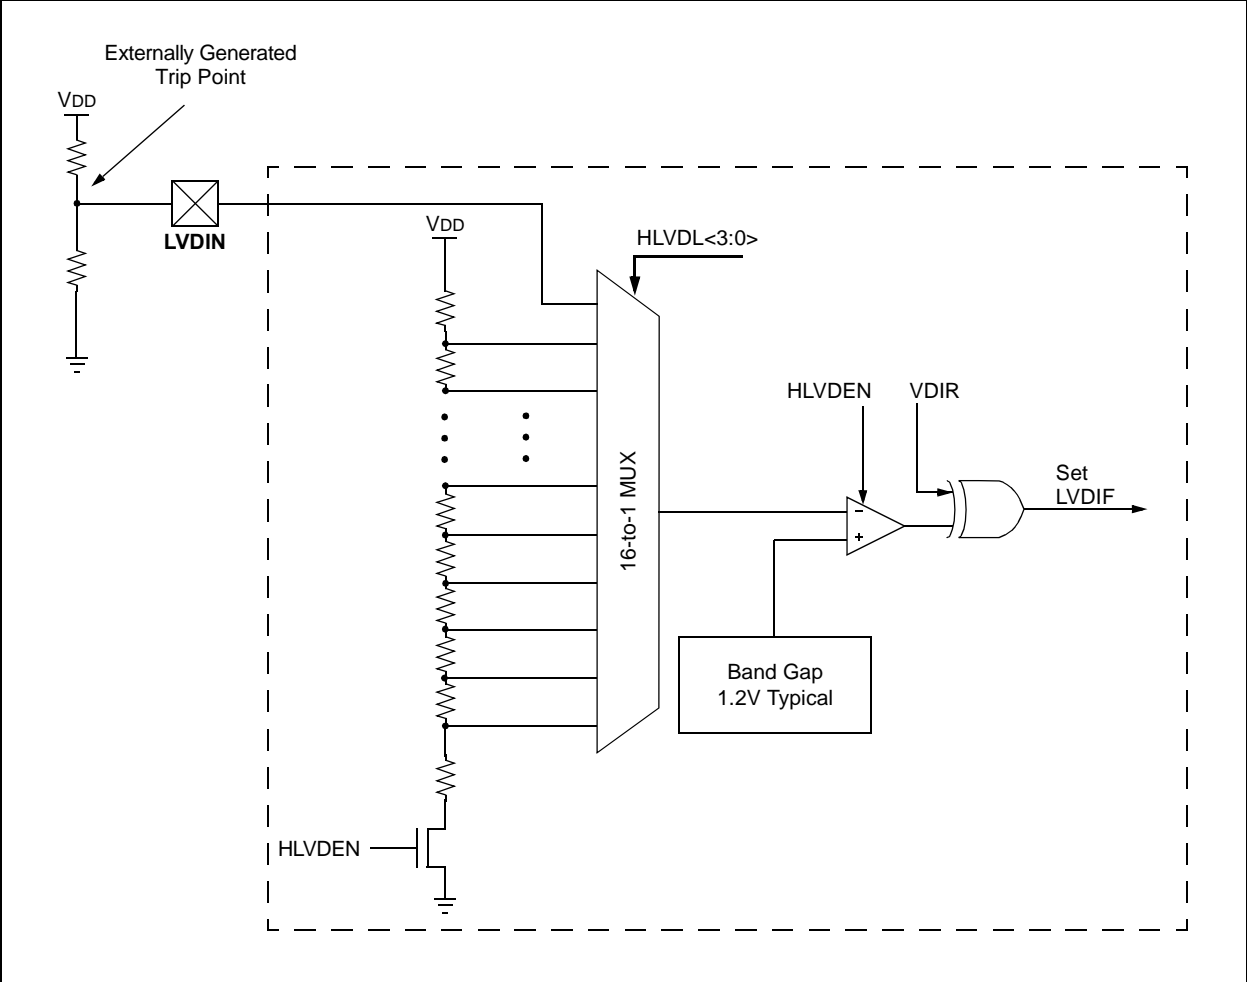 Externally Generated
Trip Point
VDD
LVDIN
VDD
HLVDL<3:0>
HLVDEN
VDIR
Set
LVDIF
16-to-1 MUX
–
+
Band Gap
1.2V Typical
HLVDEN